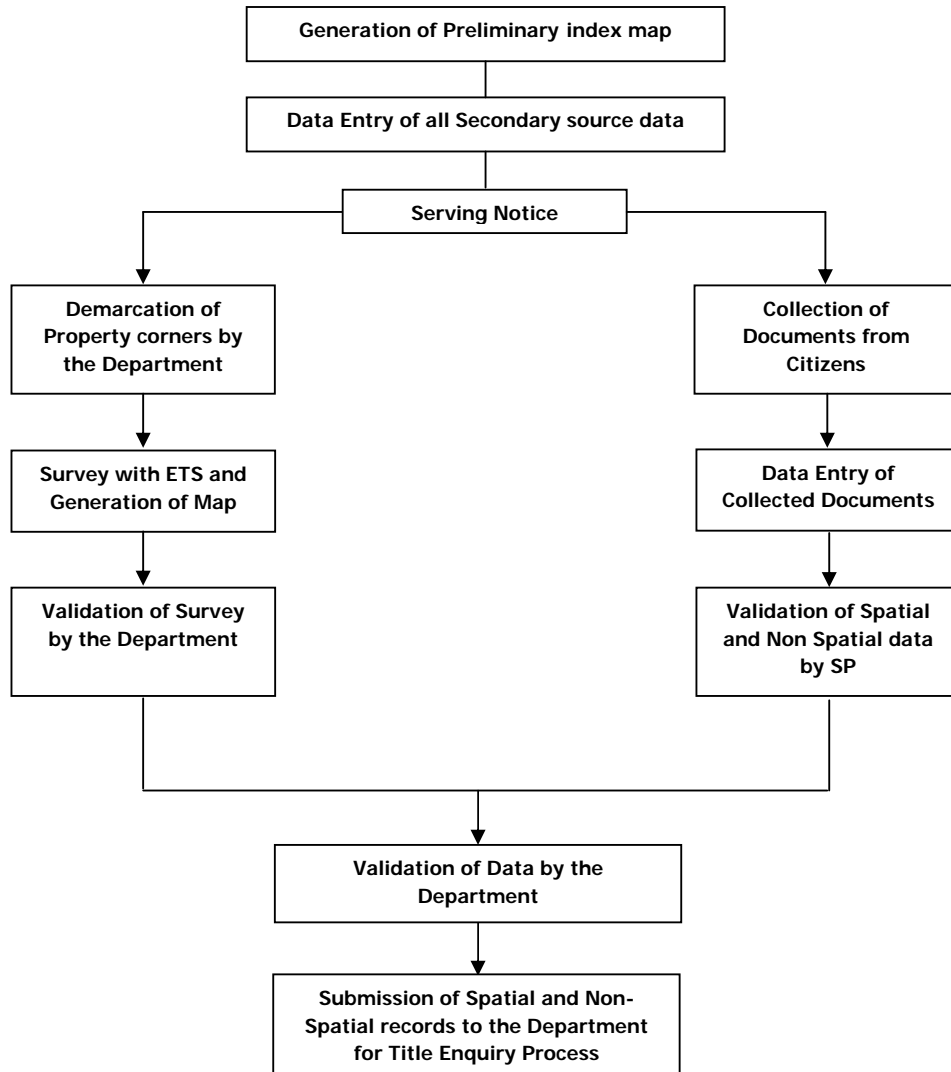 Generation of Preliminary index map
Data Entry of all Secondary source data
Serving Notice
Demarcation of
Property corners by
the Department
Survey with ETS and
Generation of Map
Validation of Survey
by the Department
Collection of
Documents from
Citizens
Data Entry of
Collected Documents
Validation of Spatial
and Non Spatial data
by SP
Validation of Data by the
Department
Submission of Spatial and Non-
Spatial records to the Department
for Title Enquiry Process